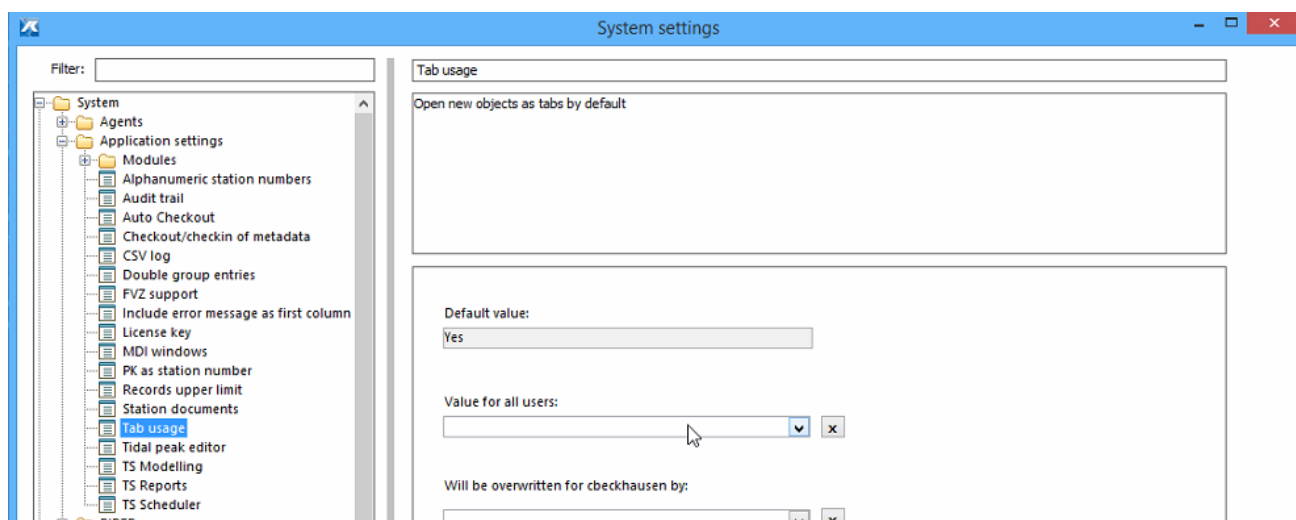 System settings
Filter:
System
Agents
Application settings
Modules
Alphanumeric station numbers
Audit trail
Auto Checkout
Checkout/checkin of metadata
CSV log
Double group entries
FVZ support
Include error message as first column
License key
MDI windows
PK as station number
Records upper limit
Station documents
Tab usage
Tidal peak editor
TS Modelling
TS Reports
TS Scheduler
Tab usage
Open new objects as tabs by default
Default value:
Yes
Value for all users:
x
Will be overwritten for cbeckhausen by:
x